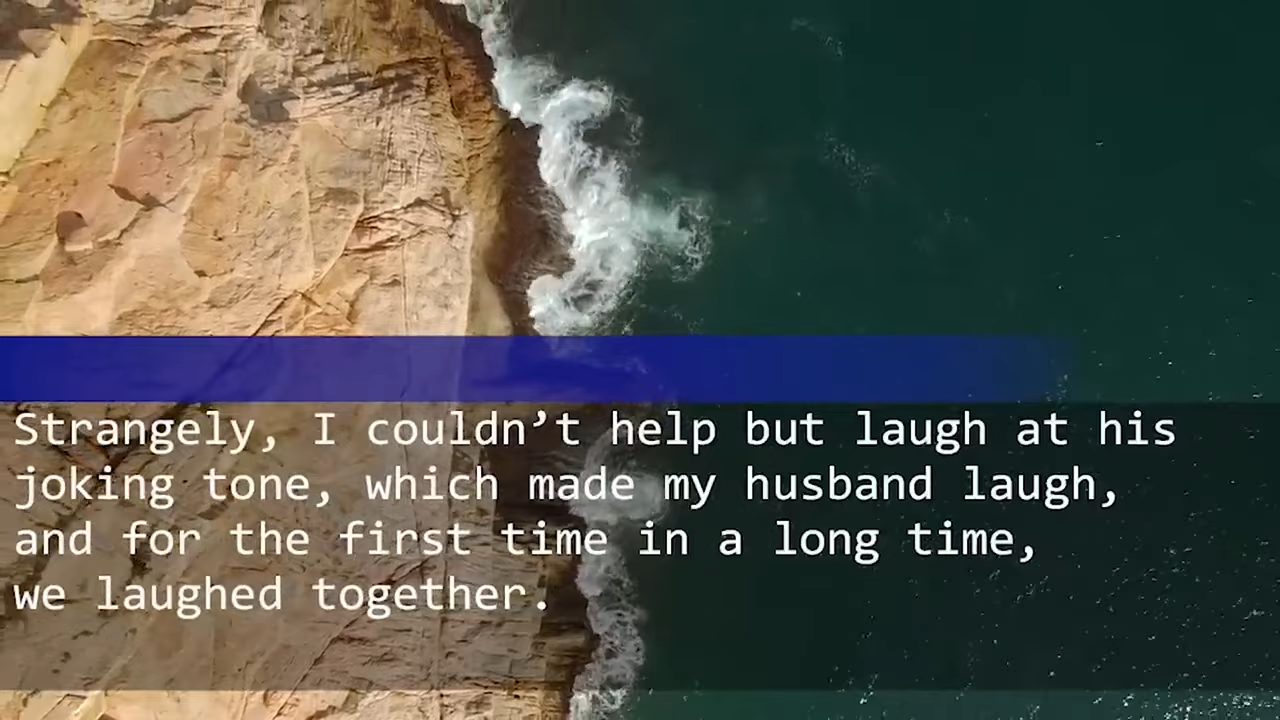 Strangely, I couldn’t help but laugh at his
joking tone, which made my husband laugh,
and for the first time in a long time,
we laughed together.